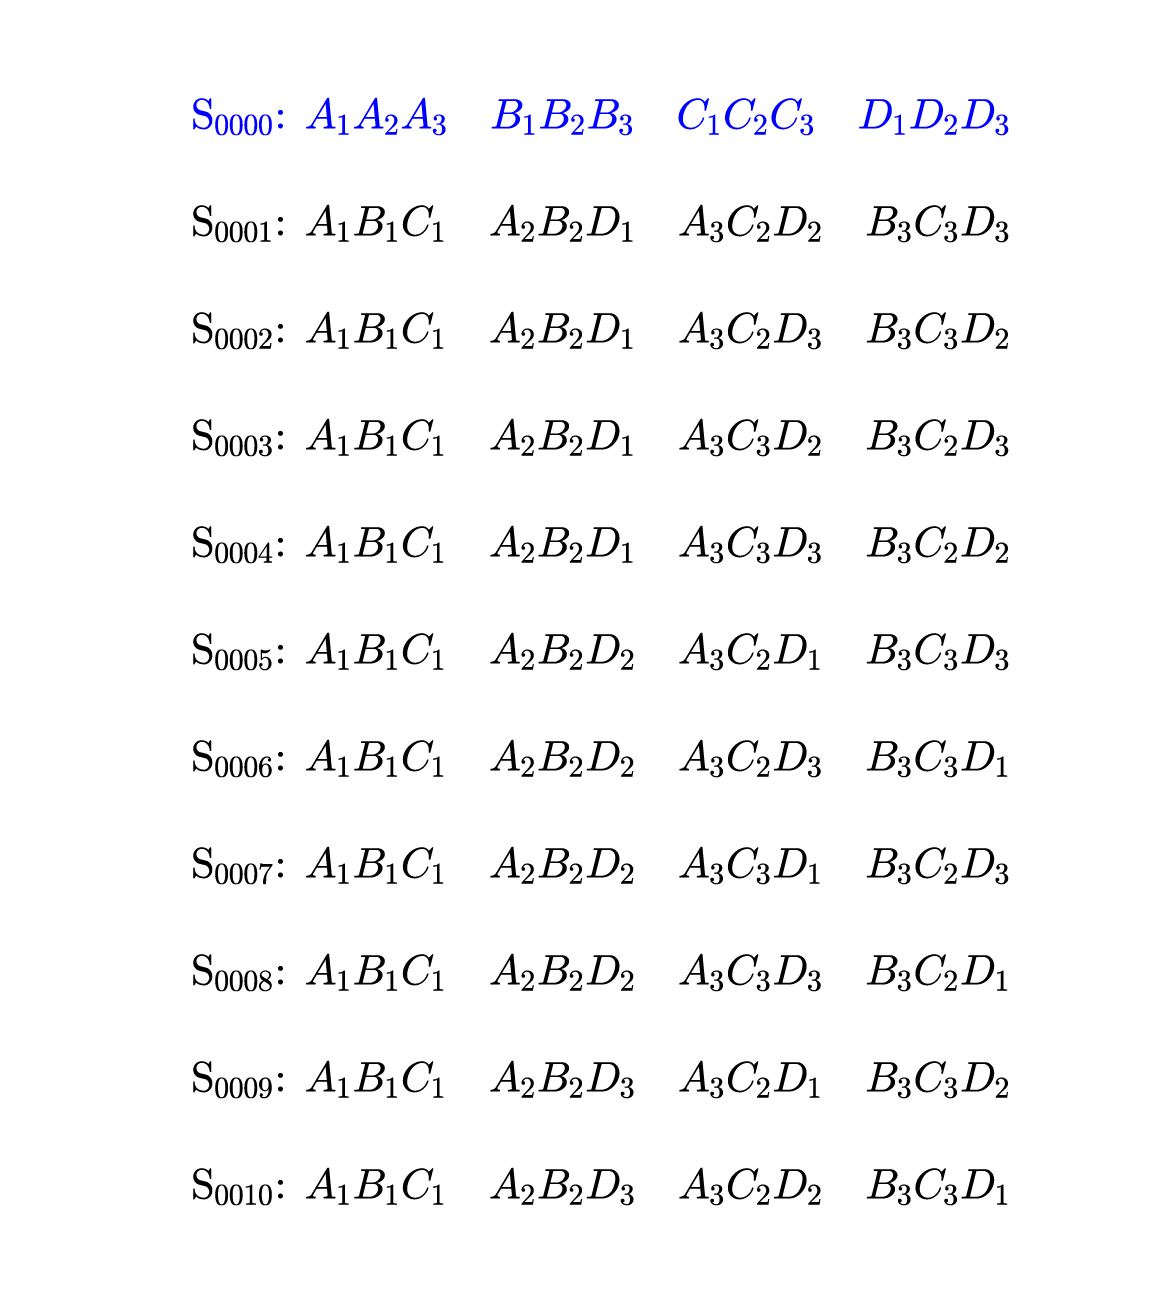 S₀₀₀₀: A₁A₂A₃ B₁B₂B₃ C₁C₂C₃ D₁D₂D₃
S₀₀₀₁: A₁B₁C₁ A₂B₂D₁ A₃C₂D₂ B₃C₃D₃
S₀₀₀₂: A₁B₁C₁ A₂B₂D₁ A₃C₂D₃ B₃C₃D₂
S₀₀₀₃: A₁B₁C₁ A₂B₂D₁ A₃C₃D₂ B₃C₂D₃
S₀₀₀₄: A₁B₁C₁ A₂B₂D₁ A₃C₃D₃ B₃C₂D₂
S₀₀₀₅: A₁B₁C₁ A₂B₂D₂ A₃C₂D₁ B₃C₃D₃
S₀₀₀₆: A₁B₁C₁ A₂B₂D₂ A₃C₂D₃ B₃C₃D₁
S₀₀₀₇: A₁B₁C₁ A₂B₂D₂ A₃C₃D₁ B₃C₂D₃
S₀₀₀₈: A₁B₁C₁ A₂B₂D₂ A₃C₃D₃ B₃C₂D₁
S₀₀₀₉: A₁B₁C₁ A₂B₂D₃ A₃C₂D₁ B₃C₃D₂
S₀₀₁₀: A₁B₁C₁ A₂B₂D₃ A₃C₂D₂ B₃C₃D₁